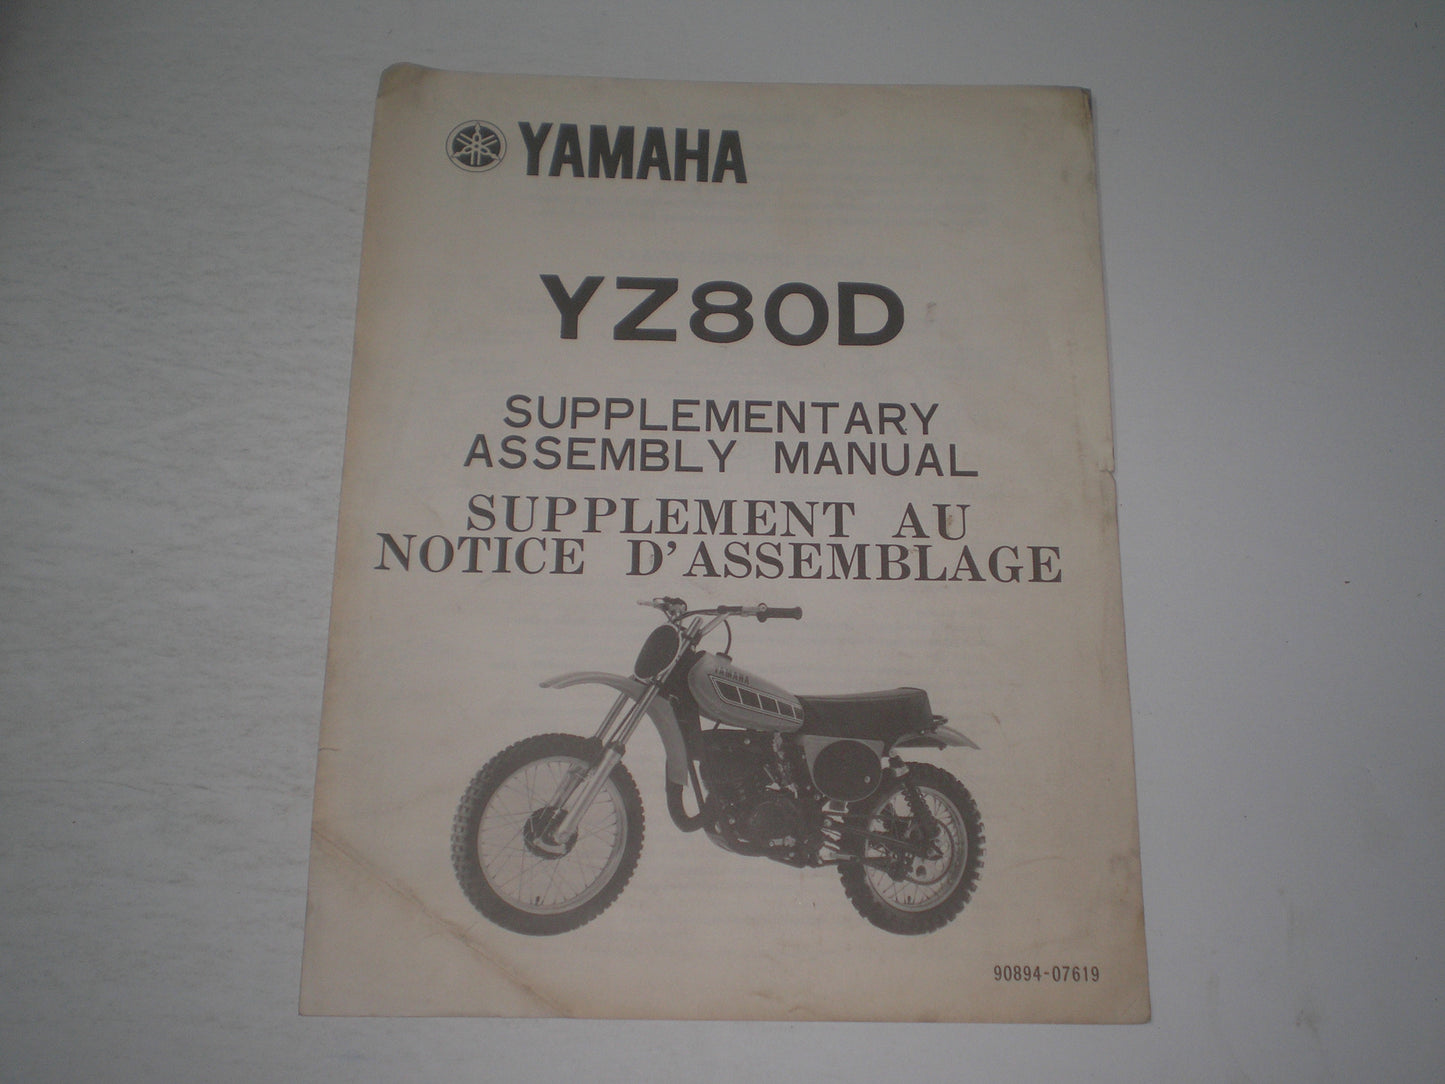 YAMAHA
YZ80D
SUPPLEMENTARY
ASSEMBLY MANUAL
SUPPLEMENT AU
NOTICE D'ASSEMBLAGE
YAMAHA
90894-07619